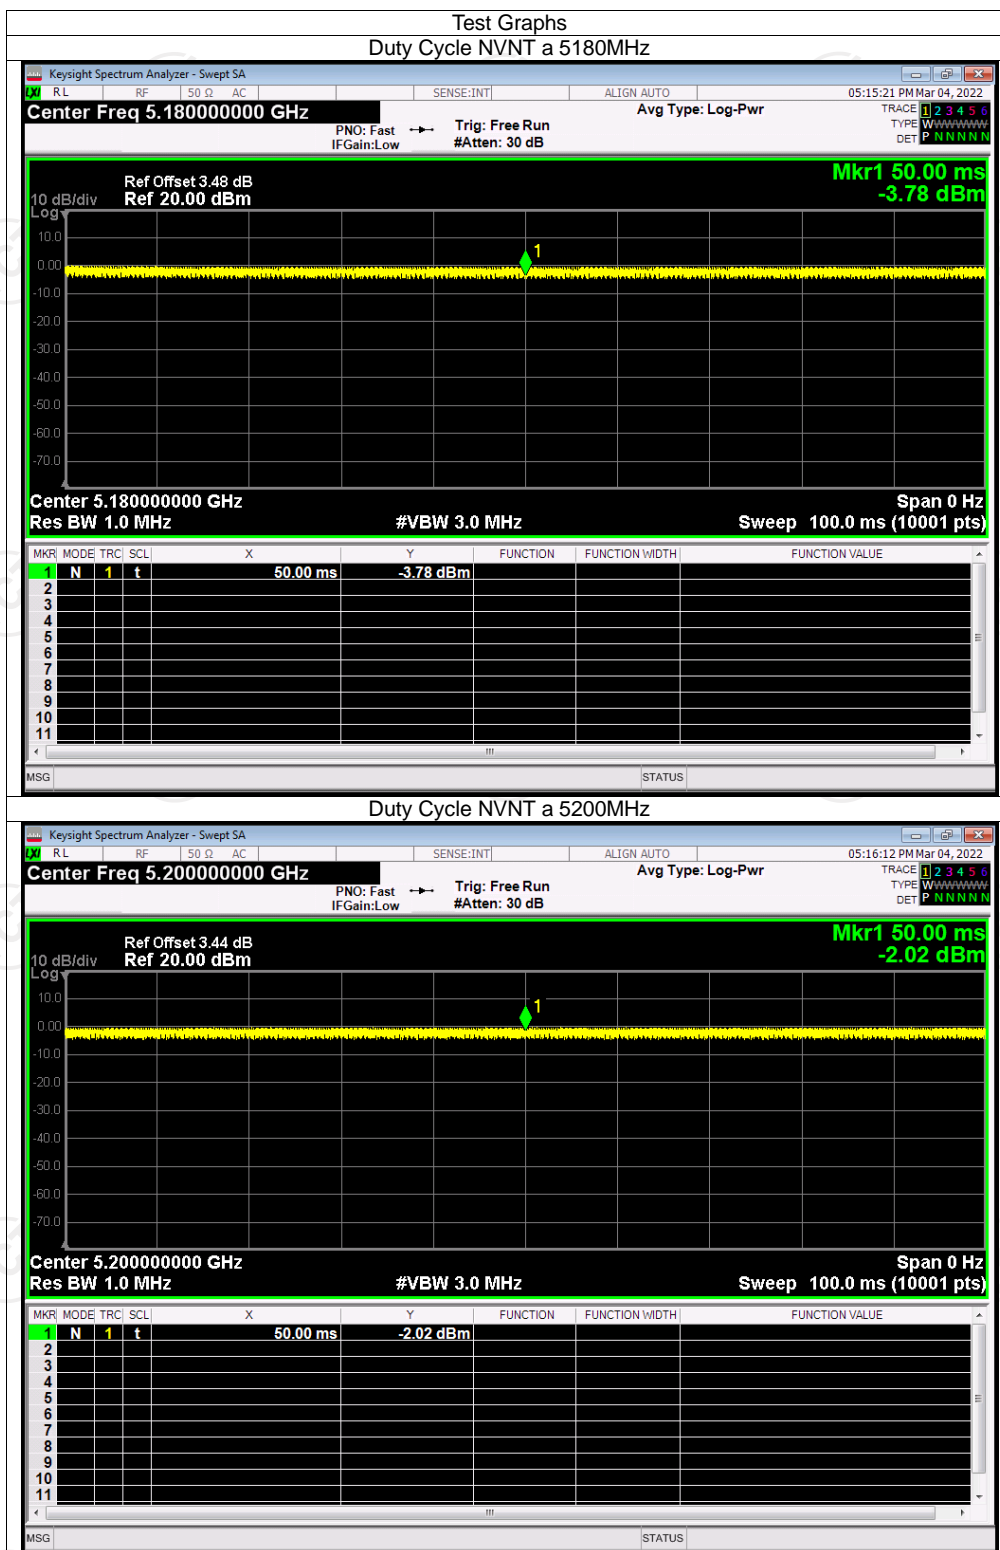 Test Graphs
Duty Cycle NVNT a 5180MHz
Keysight Spectrum Analyzer - Swept SA
LXI RL RF 50 Ω AC SENSE:INT ALIGN AUTO 05:15:21 PM Mar 04, 2022
Center Freq 5.180000000 GHz Avg Type: Log-Pwr TRACE 1 2 3 4 5 6
PNO: Fast Trig: Free Run TYPE WWWWWW
IFGain:Low #Atten: 30 dB DET P N N N N N
Mkr1 50.00 ms
Ref Offset 3.48 dB
10 dB/div Ref 20.00 dBm -3.78 dBm
Log
10.0
1
0.00
-10.0
-20.0
-30.0
-40.0
-50.0
-60.0
-70.0
Center 5.180000000 GHz Span 0 Hz
Res BW 1.0 MHz #VBW 3.0 MHz Sweep 100.0 ms (10001 pts)
MKR MODE TRC SCL X Y FUNCTION FUNCTION WIDTH FUNCTION VALUE
1 N 1 t 50.00 ms -3.78 dBm
2
3
4
5
6
7
8
9
10
11
MSG STATUS
Duty Cycle NVNT a 5200MHz
Keysight Spectrum Analyzer - Swept SA
LXI RL RF 50 Ω AC SENSE:INT ALIGN AUTO 05:16:12 PM Mar 04, 2022
Center Freq 5.200000000 GHz Avg Type: Log-Pwr TRACE 1 2 3 4 5 6
PNO: Fast Trig: Free Run TYPE WWWWWW
IFGain:Low #Atten: 30 dB DET P N N N N N
Mkr1 50.00 ms
Ref Offset 3.44 dB
10 dB/div Ref 20.00 dBm -2.02 dBm
Log
10.0
1
0.00
-10.0
-20.0
-30.0
-40.0
-50.0
-60.0
-70.0
Center 5.200000000 GHz Span 0 Hz
Res BW 1.0 MHz #VBW 3.0 MHz Sweep 100.0 ms (10001 pts)
MKR MODE TRC SCL X Y FUNCTION FUNCTION WIDTH FUNCTION VALUE
1 N 1 t 50.00 ms -2.02 dBm
2
3
4
5
6
7
8
9
10
11
MSG STATUS